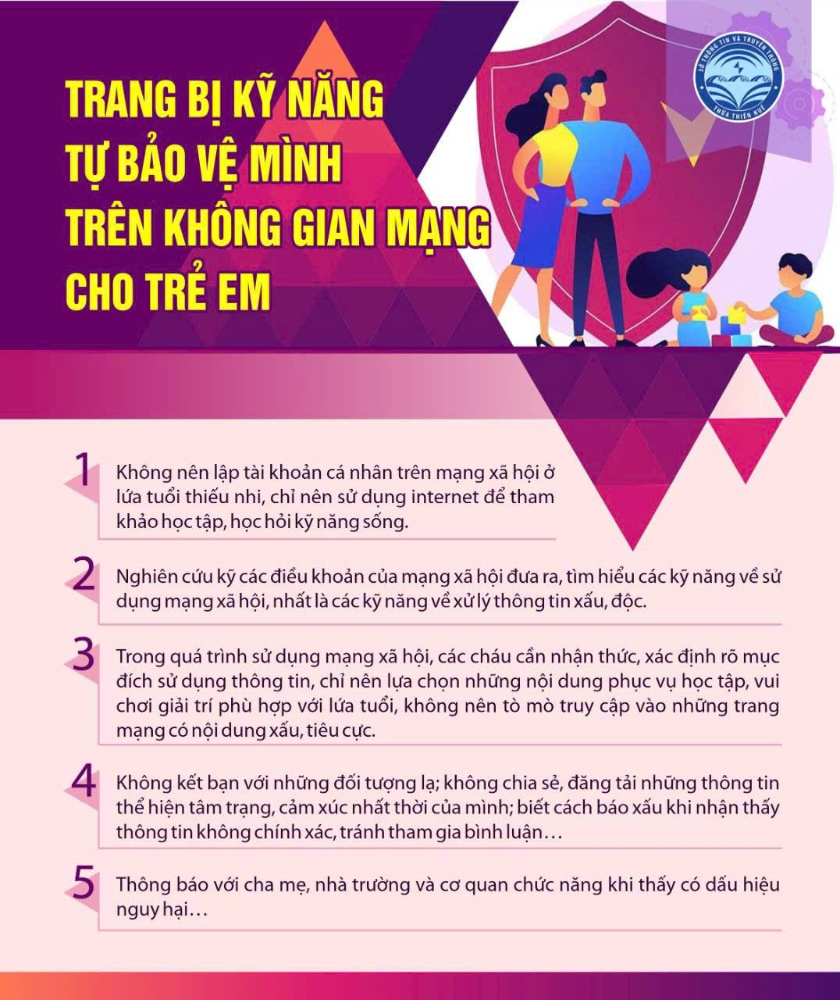 TRANG BỊ KỸ NĂNG
TỰ BẢO VỆ MÌNH
TRÊN KHÔNG GIAN MẠNG
CHO TRẺ EM
SỞ THÔNG TIN VÀ TRUYỀN THÔNG
THỪA THIÊN HUẾ
1
Không nên lập tài khoản cá nhân trên mạng xã hội ở
lứa tuổi thiếu nhi, chỉ nên sử dụng internet để tham
khảo học tập, học hỏi kỹ năng sống.
2
Nghiên cứu kỹ các điều khoản của mạng xã hội đưa ra, tìm hiểu các kỹ năng về sử
dụng mạng xã hội, nhất là các kỹ năng về xử lý thông tin xấu, độc.
3
Trong quá trình sử dụng mạng xã hội, các cháu cần nhận thức, xác định rõ mục
đích sử dụng thông tin, chỉ nên lựa chọn những nội dung phục vụ học tập, vui
chơi giải trí phù hợp với lứa tuổi, không nên tò mò truy cập vào những trang
mạng có nội dung xấu, tiêu cực.
4
Không kết bạn với những đối tượng lạ; không chia sẻ, đăng tải những thông tin
thể hiện tâm trạng, cảm xúc nhất thời của mình; biết cách báo xấu khi nhận thấy
thông tin không chính xác, tránh tham gia bình luận…
5
Thông báo với cha mẹ, nhà trường và cơ quan chức năng khi thấy có dấu hiệu
nguy hại…